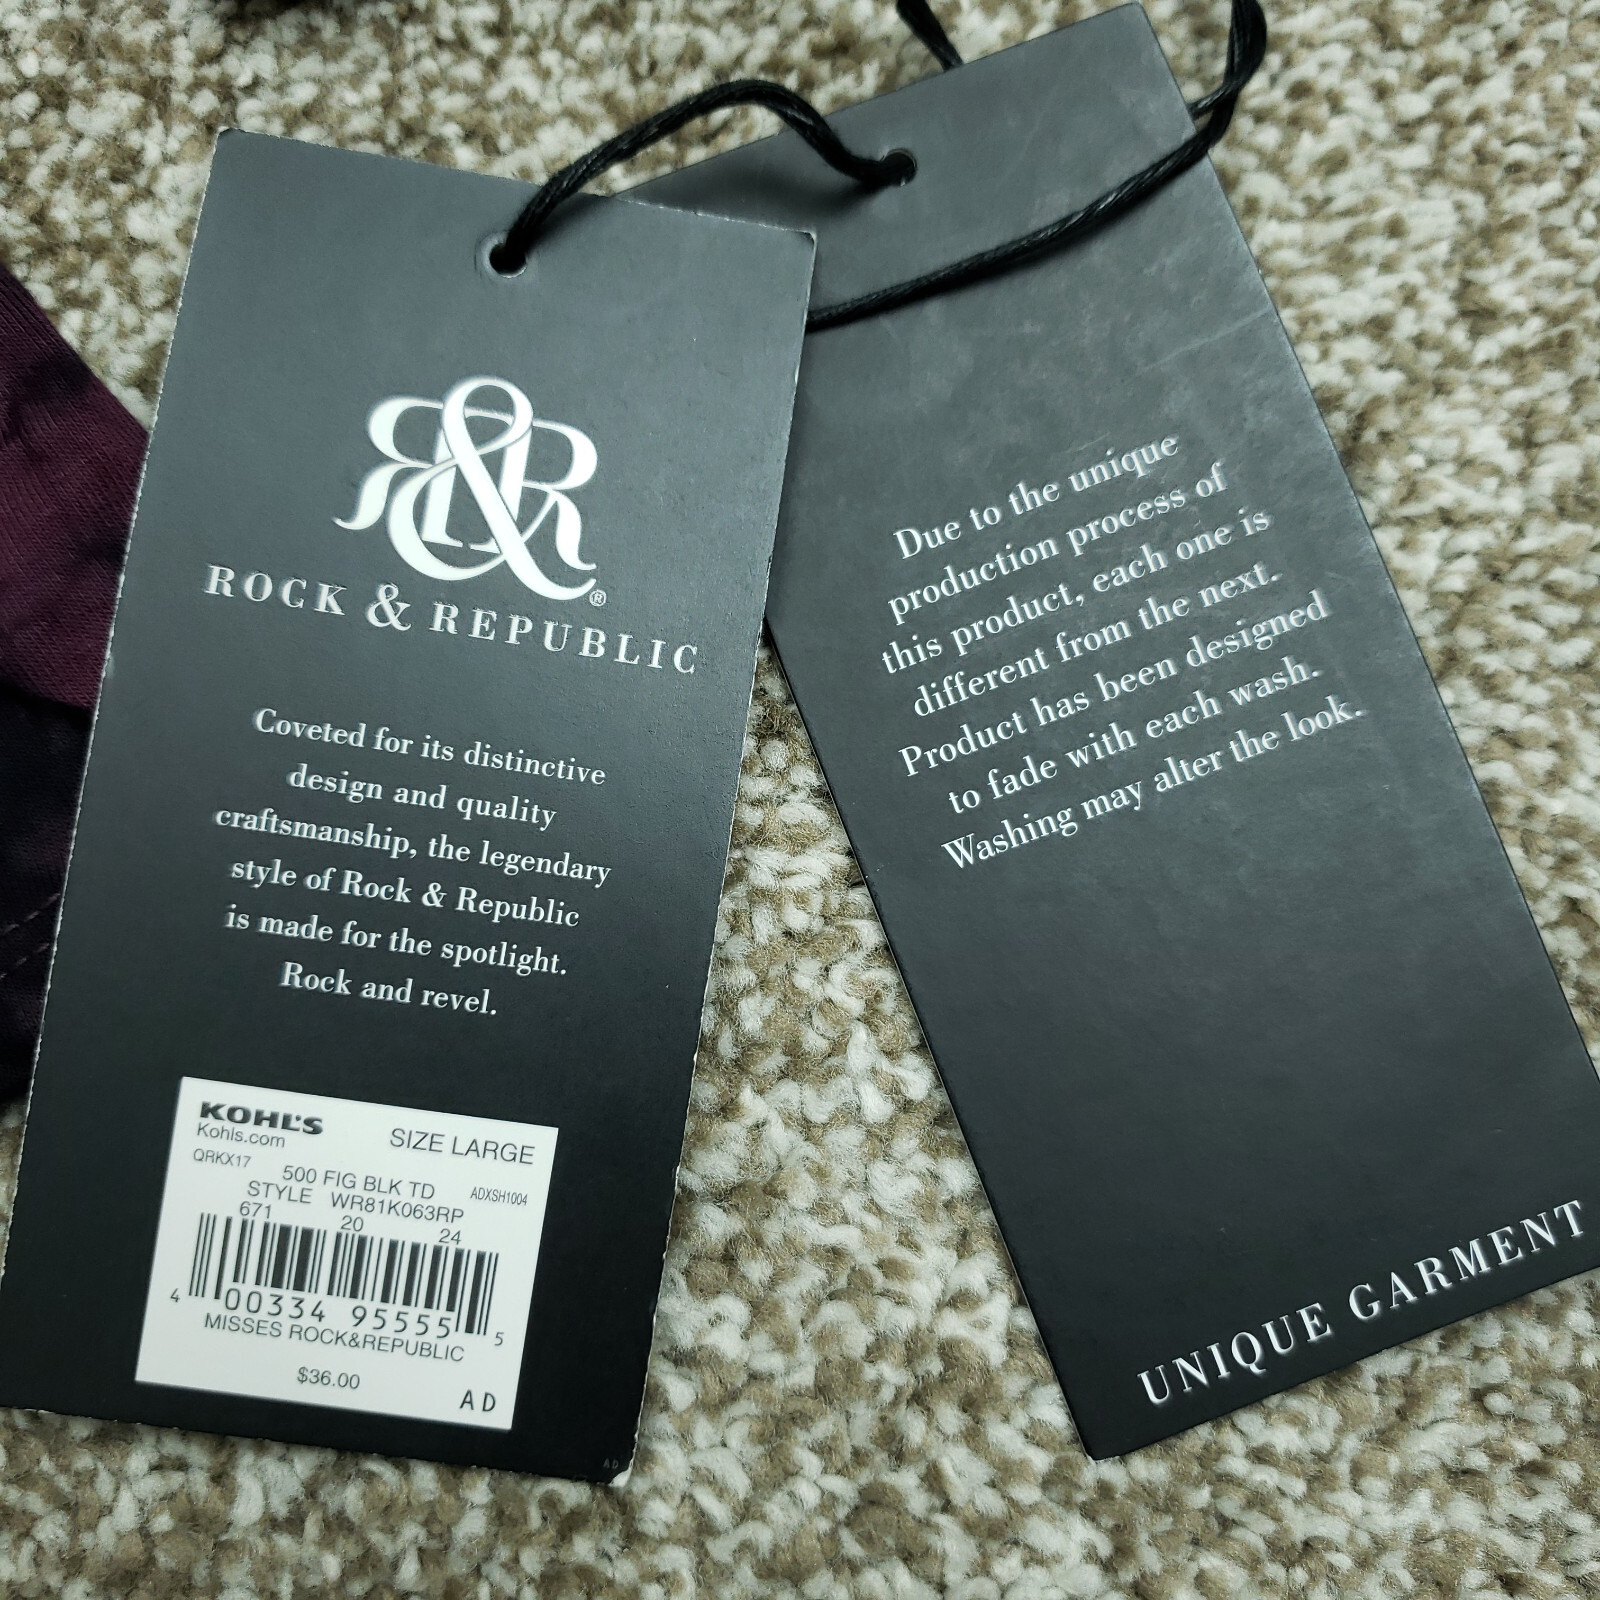 R&R®
ROCK & REPUBLIC
Coveted for its distinctive
design and quality
craftsmanship, the legendary
style of Rock & Republic
is made for the spotlight.
Rock and revel.
KOHL'S
Kohls.com
SIZE LARGE
QRKX17
500 FIG BLK TD
ADXSH1004
STYLE WR81K063RP
671 20 24
4 00334 95555 5
MISSES ROCK&REPUBLIC
$36.00
AD
AD
Due to the unique
production process of
this product, each one is
different from the next.
Product has been designed
to fade with each wash.
Washing may alter the look.
UNIQUE GARMENT